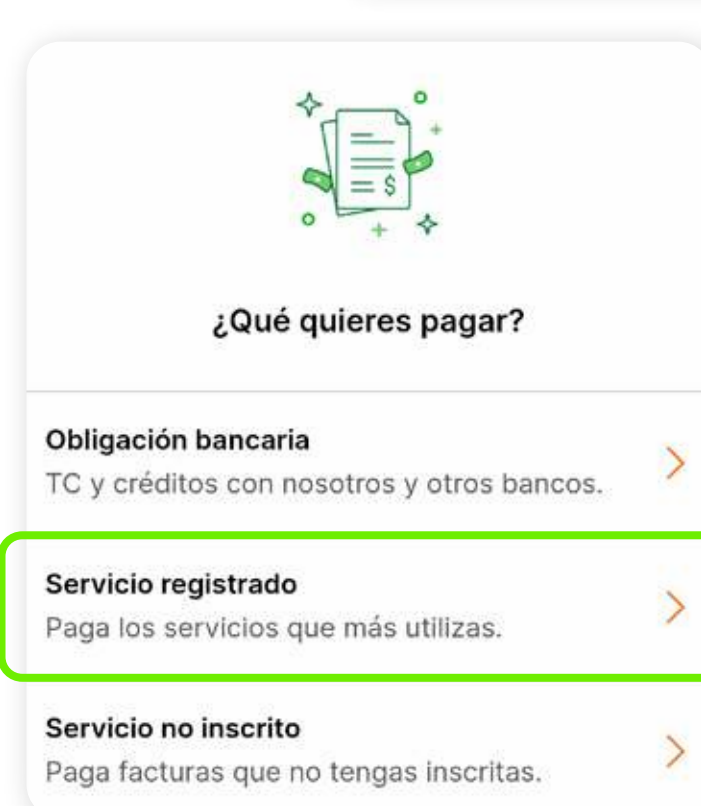 $
¿Qué quieres pagar?
Obligación bancaria
TC y créditos con nosotros y otros bancos.
Servicio registrado
Paga los servicios que más utilizas.
Servicio no inscrito
Paga facturas que no tengas inscritas.